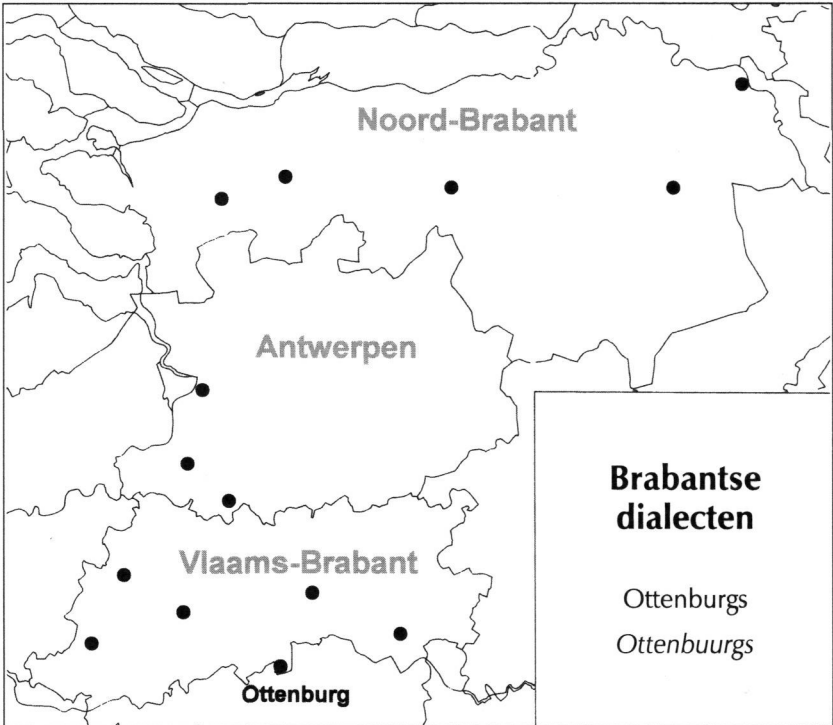 Noord-Brabant
Antwerpen
Vlaams-Brabant
Ottenburg
Brabantse
dialecten
Ottenburgs
Ottenbuurgs